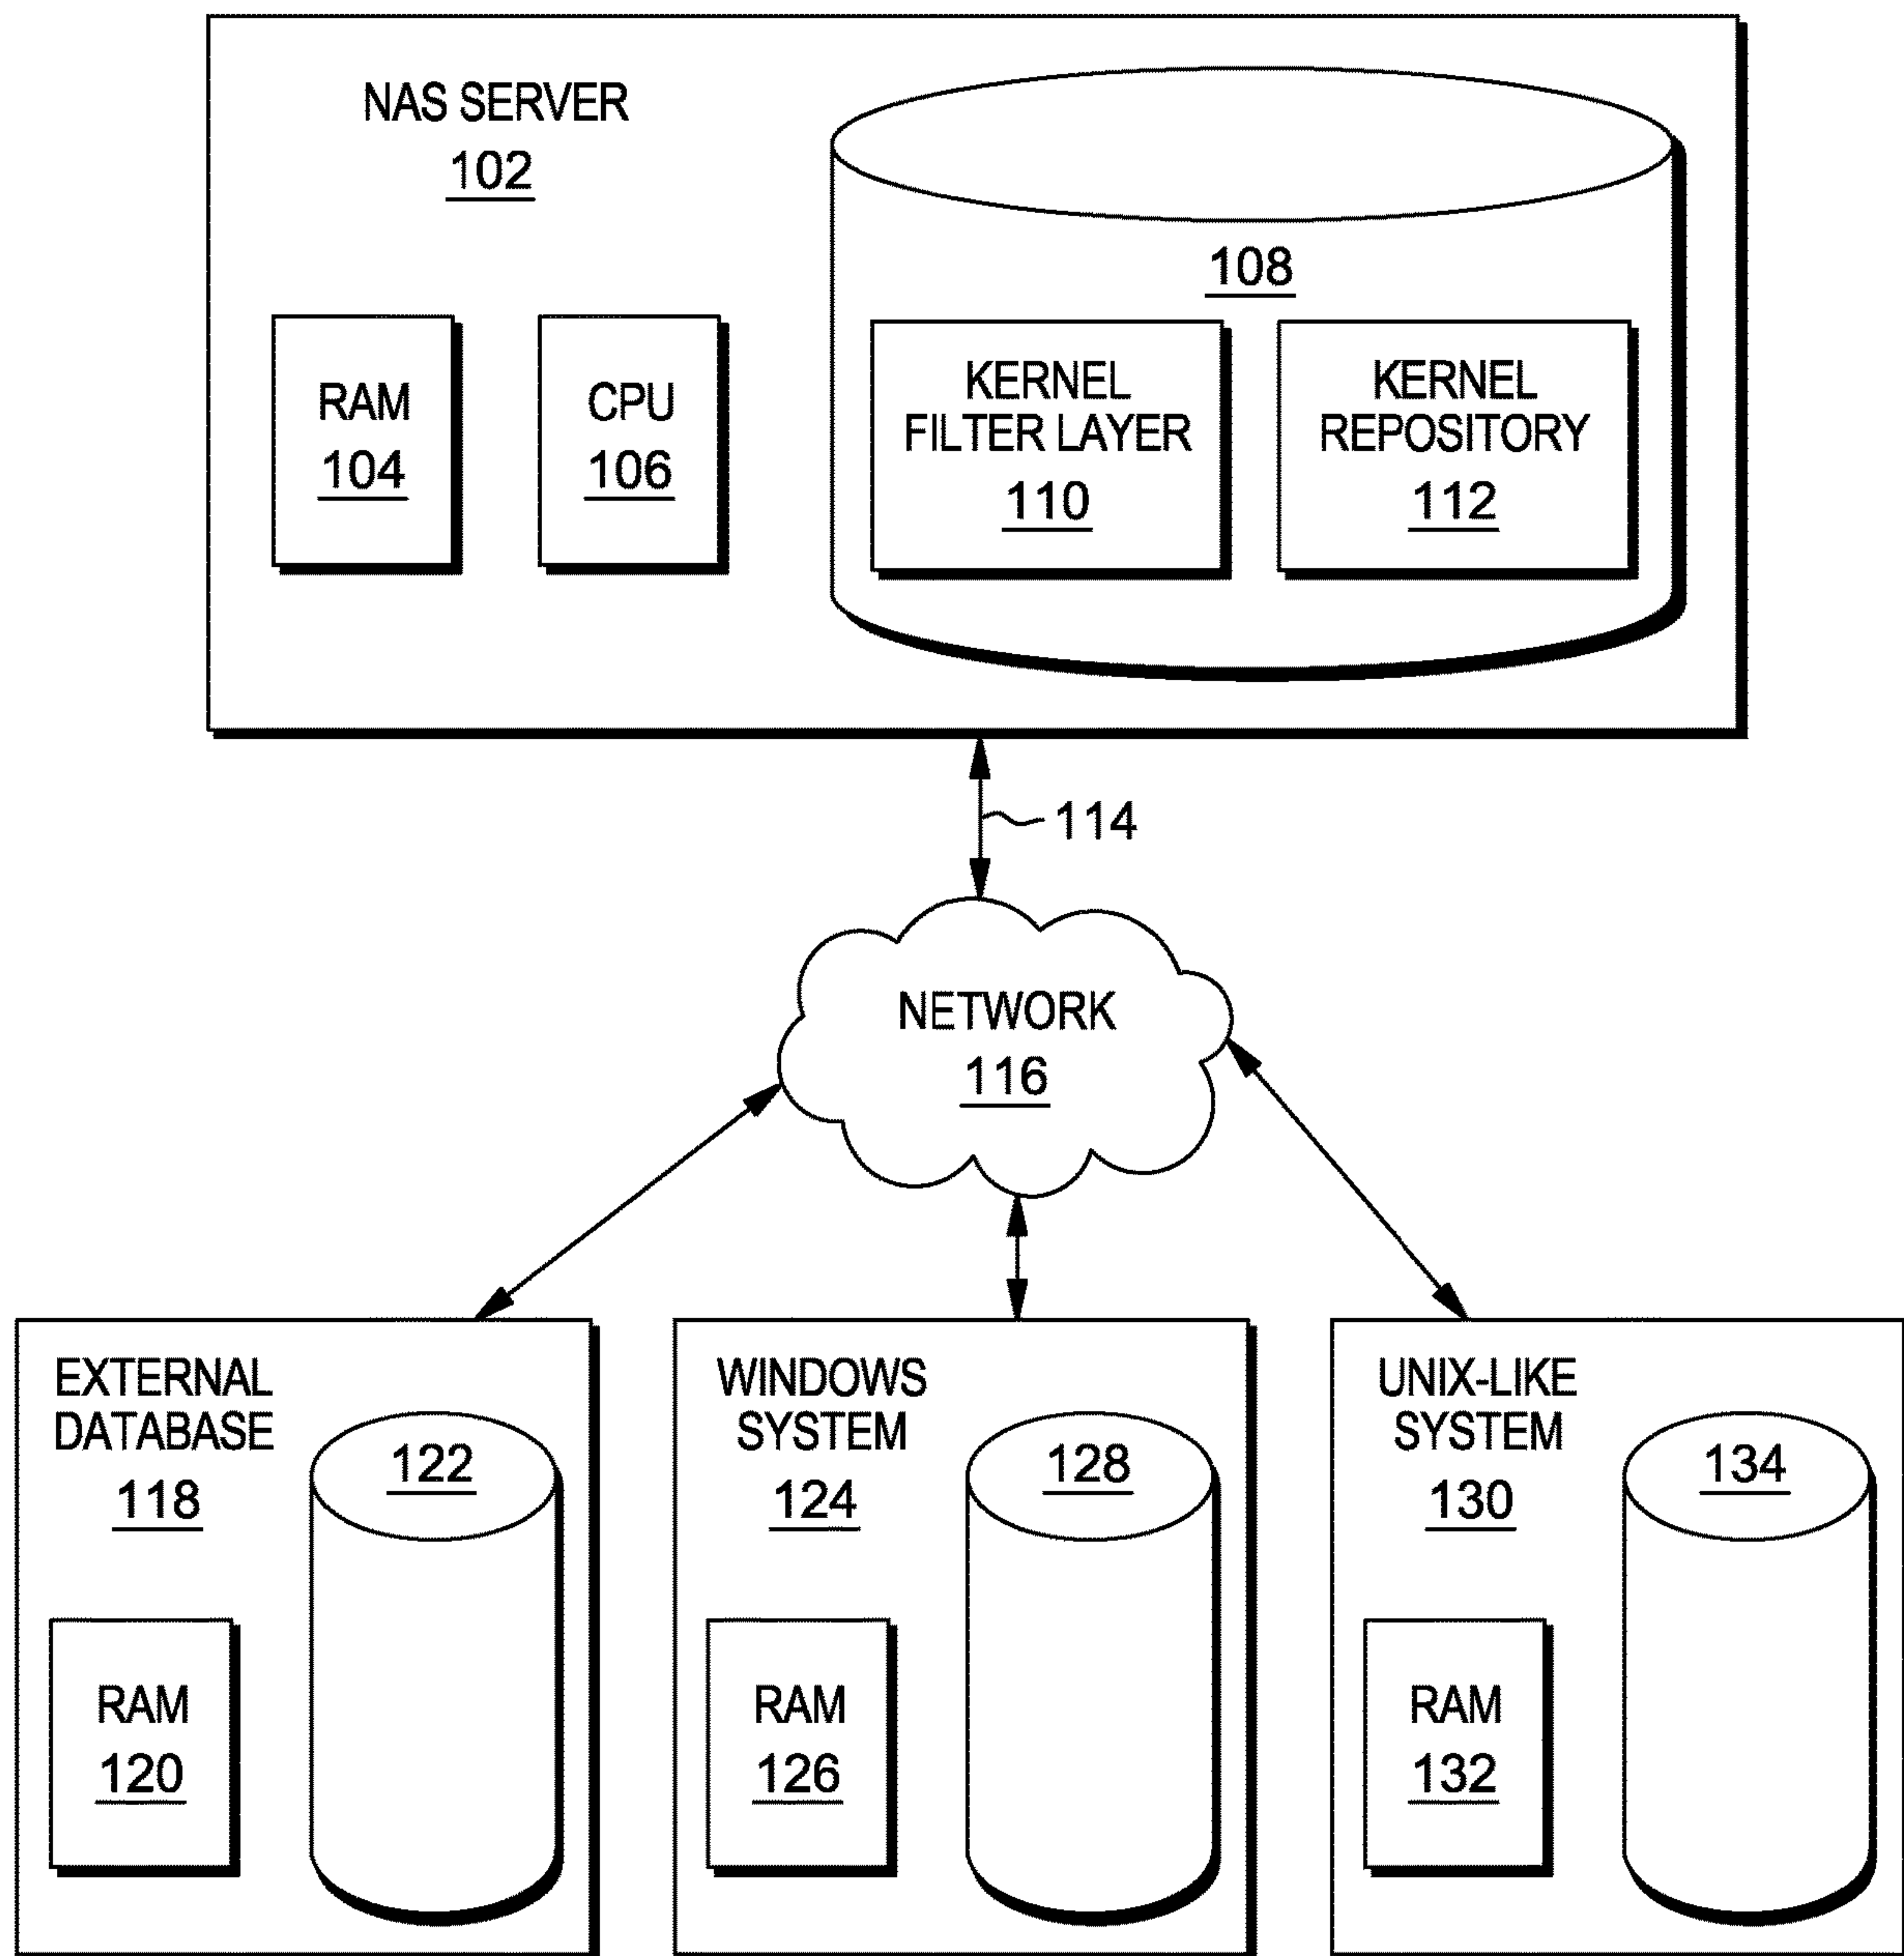 NAS SERVER
102
108
RAM
104
CPU
106
KERNEL
FILTER LAYER
110
KERNEL
REPOSITORY
112
114
NETWORK
116
EXTERNAL
DATABASE
118
122
RAM
120
WINDOWS
SYSTEM
124
128
RAM
126
UNIX-LIKE
SYSTEM
130
134
RAM
132